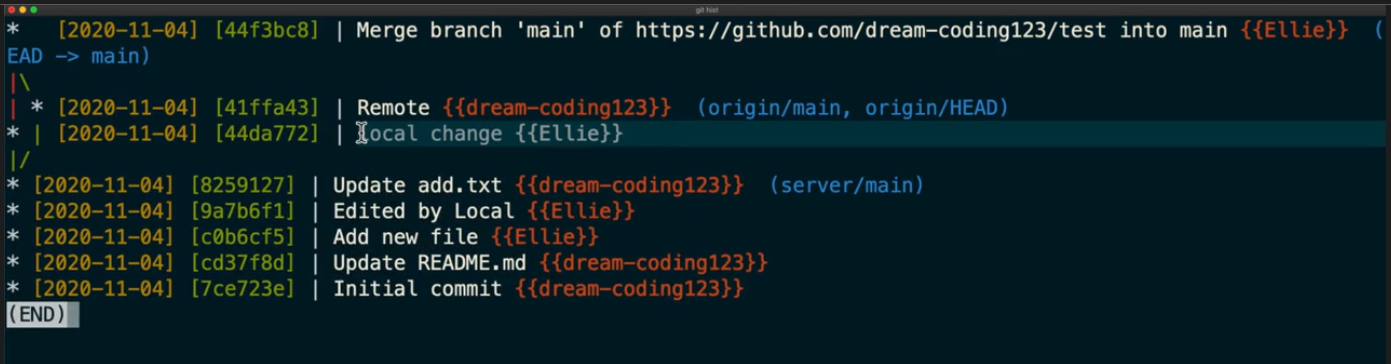 git hist
* [2020-11-04] [44f3bc8] | Merge branch 'main' of https://github.com/dream-coding123/test into main {{Ellie}} (
EAD -> main)
|\
| * [2020-11-04] [41ffa43] | Remote {{dream-coding123}} (origin/main, origin/HEAD)
* | [2020-11-04] [44da772] | Local change {{Ellie}}
|/
* [2020-11-04] [8259127] | Update add.txt {{dream-coding123}} (server/main)
* [2020-11-04] [9a7b6f1] | Edited by Local {{Ellie}}
* [2020-11-04] [c0b6cf5] | Add new file {{Ellie}}
* [2020-11-04] [cd37f8d] | Update README.md {{dream-coding123}}
* [2020-11-04] [7ce723e] | Initial commit {{dream-coding123}}
(END)